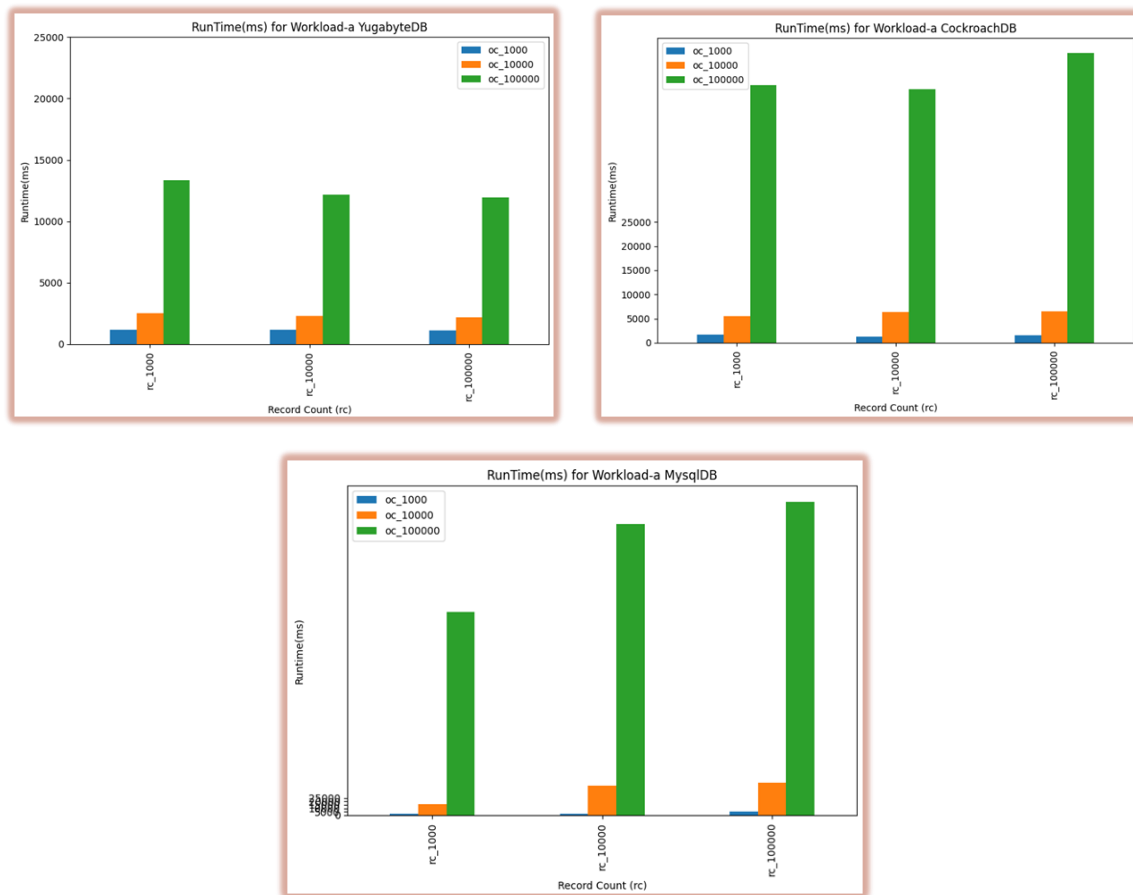 RunTime(ms) for Workload-a YugabyteDB
25000
20000
15000
10000
5000
0
Runtime(ms)
oc_1000
oc_10000
oc_100000
rc_1000
rc_10000
rc_100000
Record Count (rc)
RunTime(ms) for Workload-a CockroachDB
oc_1000
oc_10000
oc_100000
Runtime(ms)
25000
20000
15000
10000
5000
0
rc_1000
rc_10000
rc_100000
Record Count (rc)
RunTime(ms) for Workload-a MysqlDB
oc_1000
oc_10000
oc_100000
Runtime(ms)
25000
20000
15000
10000
5000
0
rc_1000
rc_10000
rc_100000
Record Count (rc)